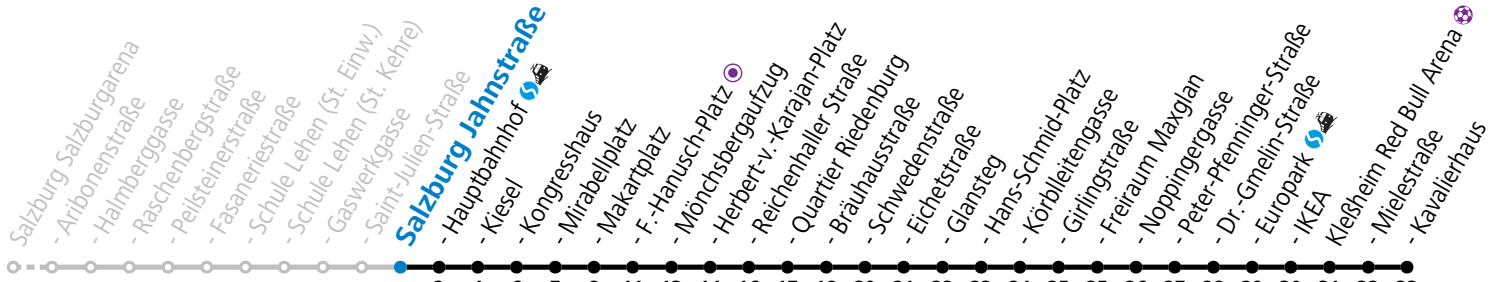 Salzburg Salzburgarena
- Aribonenstraße
- Halmberggasse
- Raschenbergstraße
- Peilsteinerstraße
- Fasaneriestraße
- Schule Lehen (St. Einw.)
- Schule Lehen (St. Kehre)
- Gaswerkgasse
- Saint-Julien-Straße
Salzburg Jahnstraße
- Hauptbahnhof
- Kiesel
- Kongresshaus
- Mirabellplatz
- Makartplatz
- F.-Hanusch-Platz
- Mönchsbergaufzug
- Herbert-v.-Karajan-Platz
- Reichenhaller Straße
- Quartier Riedenburg
- Bräuhausstraße
- Schwedenstraße
- Eichetstraße
- Glansteg
- Hans-Schmid-Platz
- Körblleitengasse
- Girlingstraße
- Freiraum Maxglan
- Noppingergasse
- Peter-Pfenninger-Straße
- Dr.-Gmelin-Straße
- Europark
- IKEA
Kleßheim Red Bull Arena
- Mielestraße
- Kavalierhaus